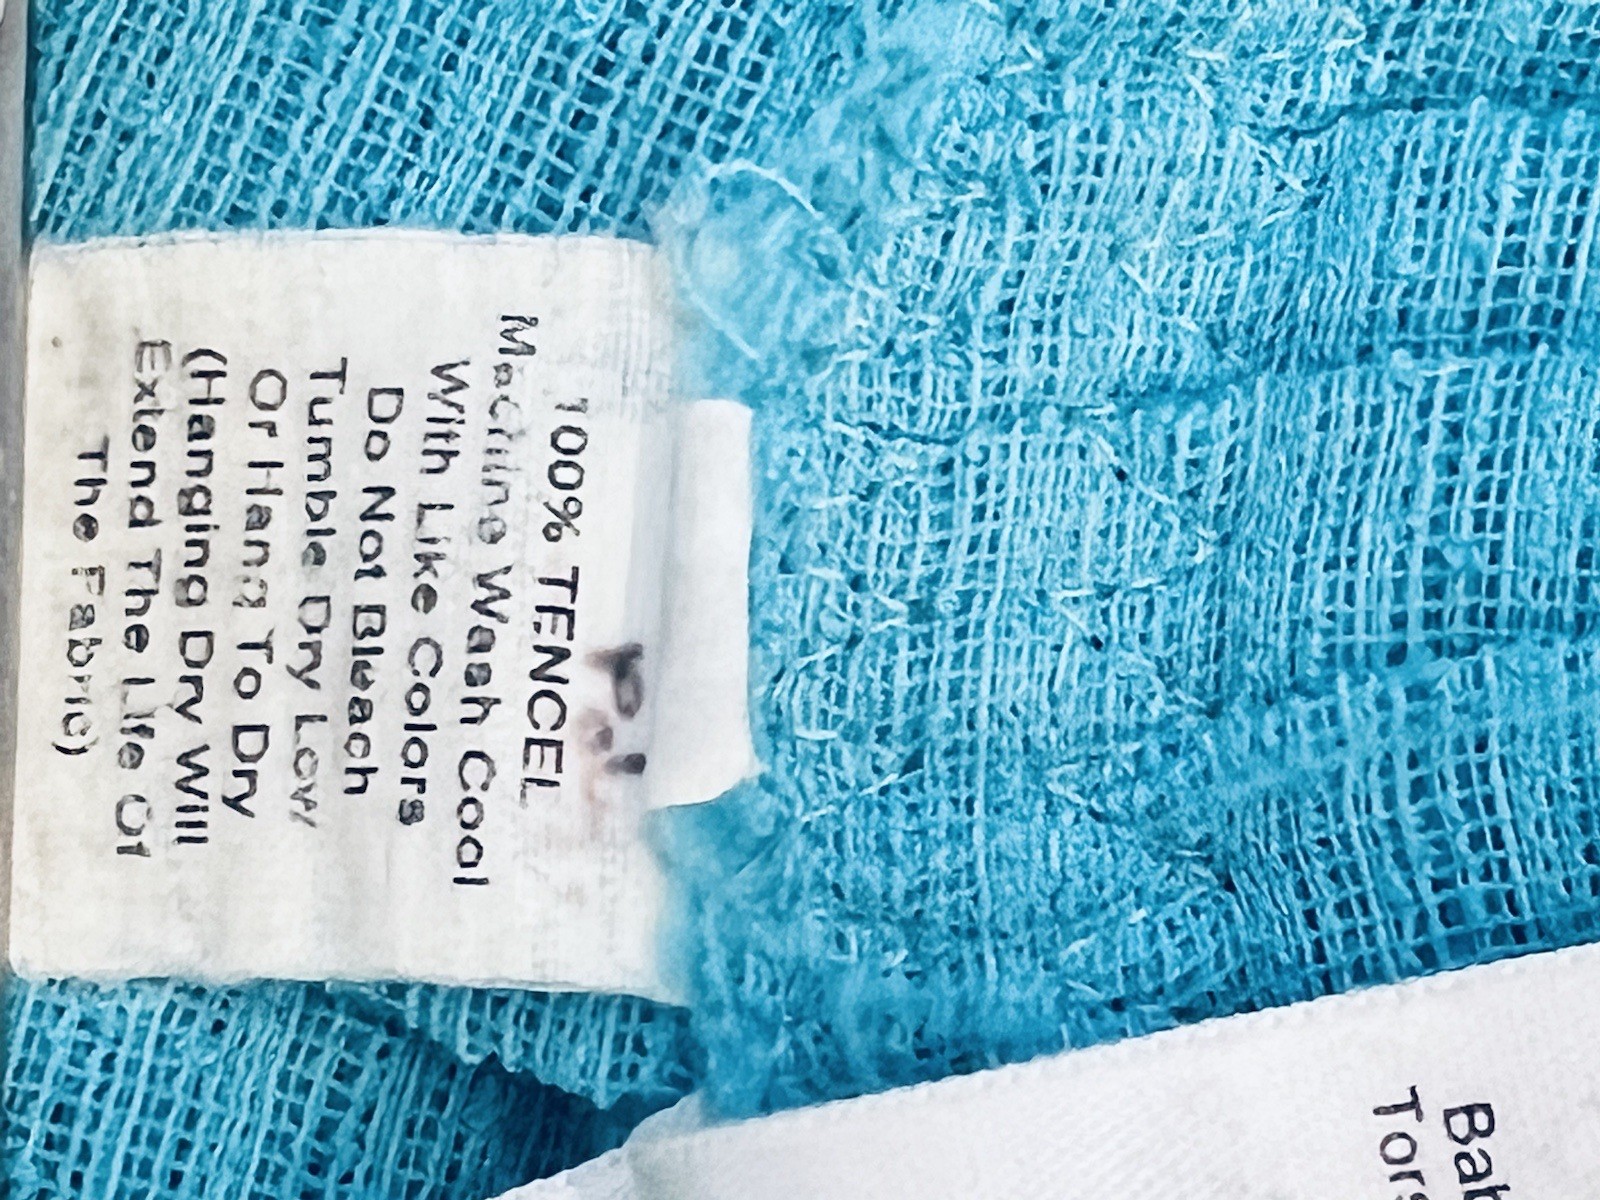 100% TENCEL
Machine Wash Cool
With Like Colors
Do Not Bleach
Tumble Dry Low
Or Hang To Dry
(Hanging Dry Will
Extend The Life Of
The Fabric)